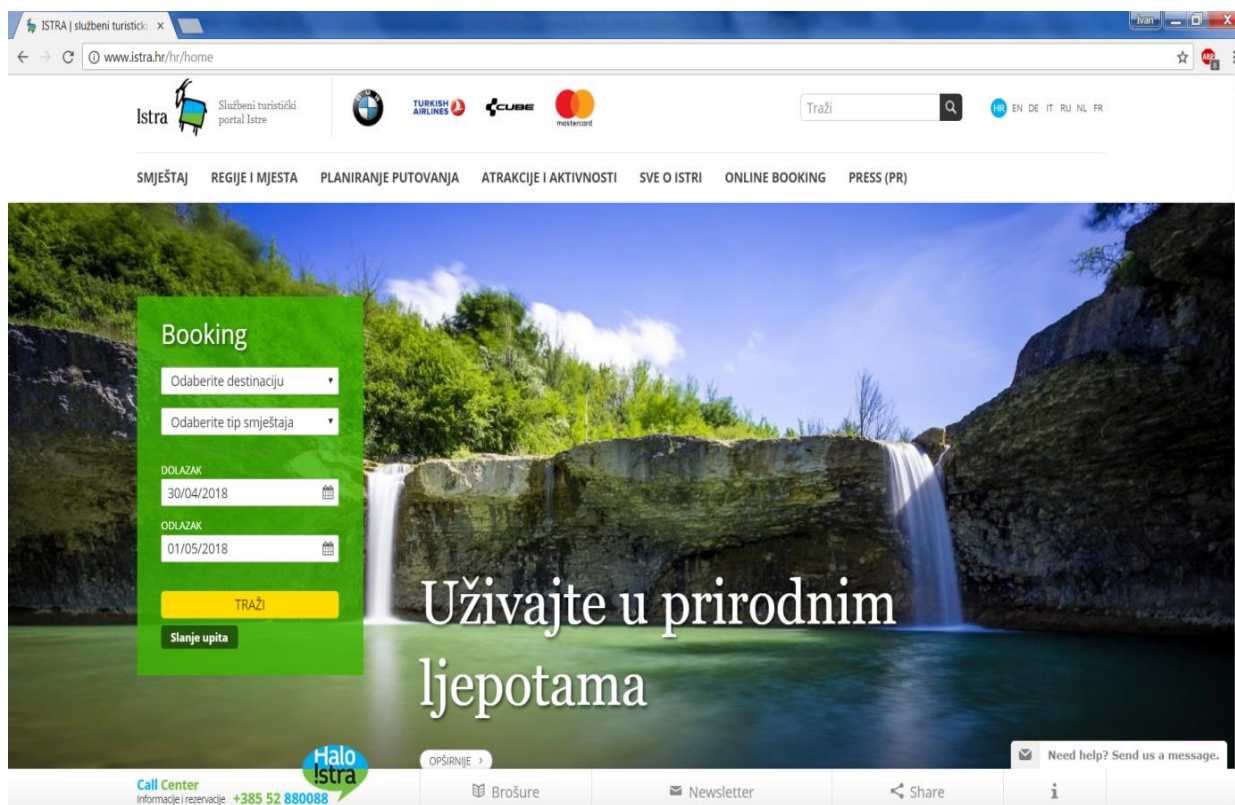 ISTRA | službeni turisticki
Ivan
www.istra.hr/hr/home
ABP
8
Istra
Službeni turistički
portal Istre
BMW
TURKISH
AIRLINES
CUBE
mastercard
Traži
HR EN DE IT RU NL FR
SMJEŠTAJ REGIJE I MJESTA PLANIRANJE PUTOVANJA ATRAKCIJE I AKTIVNOSTI SVE O ISTRI ONLINE BOOKING PRESS (PR)
Booking
Odaberite destinaciju
Odaberite tip smještaja
DOLAZAK
30/04/2018
ODLAZAK
01/05/2018
TRAŽI
Slanje upita
Uživajte u prirodnim
ljepotama
OPŠIRNIJE >
Need help? Send us a message.
Halo
Istra
Call Center
Informacije i rezervacije +385 52 880088
Brošure
Newsletter
Share
i